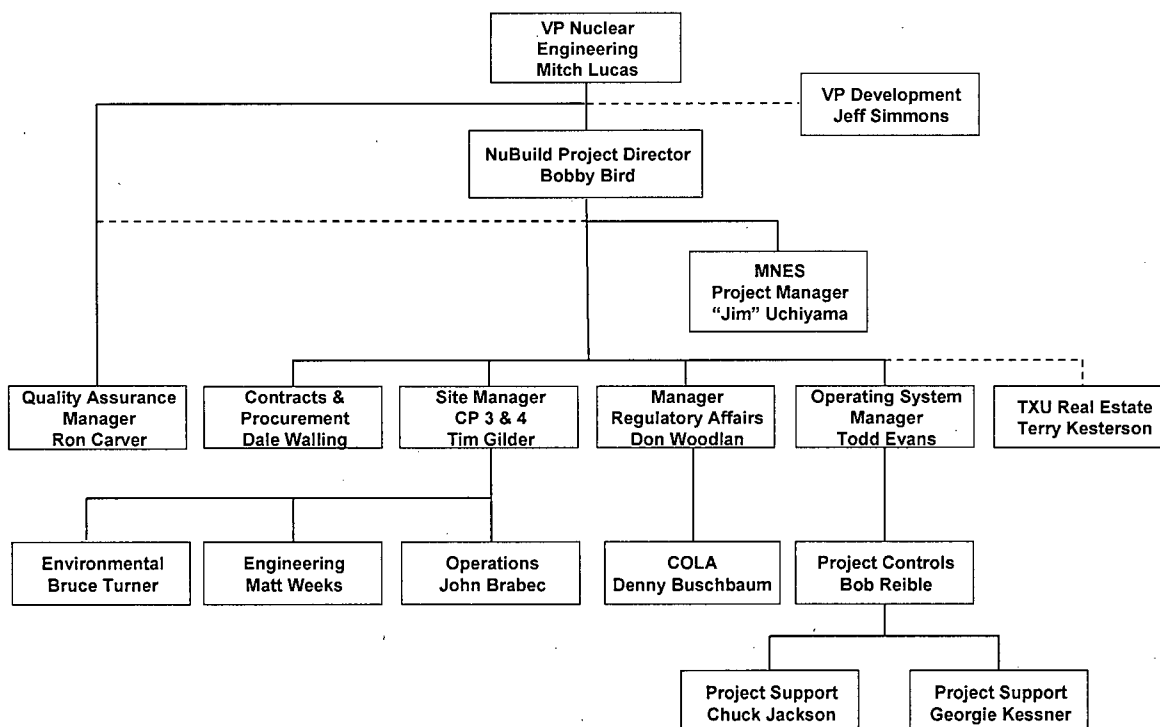 VP Nuclear
Engineering
Mitch Lucas
VP Development
Jeff Simmons
NuBuild Project Director
Bobby Bird
MNES
Project Manager
“Jim” Uchiyama
Quality Assurance
Manager
Ron Carver
Contracts &
Procurement
Dale Walling
Site Manager
CP 3 & 4
Tim Gilder
Manager
Regulatory Affairs
Don Woodlan
Operating System
Manager
Todd Evans
TXU Real Estate
Terry Kesterson
Environmental
Bruce Turner
Engineering
Matt Weeks
Operations
John Brabec
COLA
Denny Buschbaum
Project Controls
Bob Reible
Project Support
Chuck Jackson
Project Support
Georgie Kessner